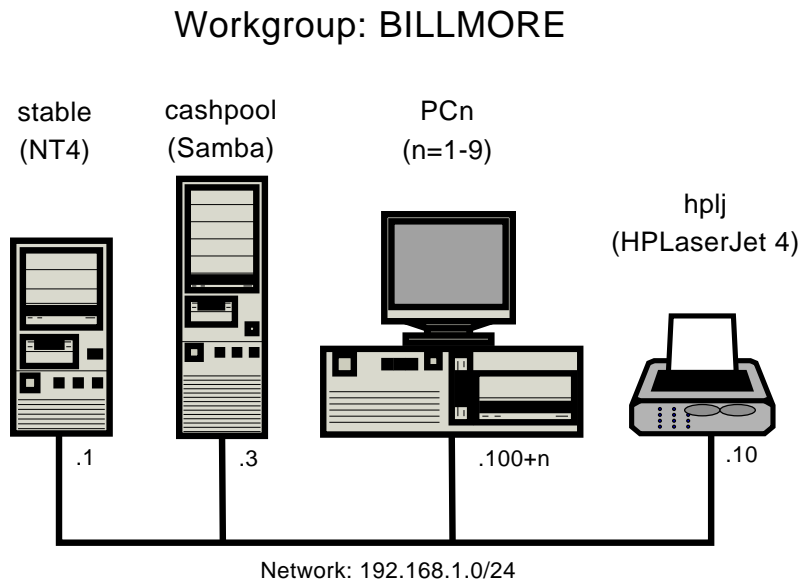 Workgroup: BILLMORE
stable
(NT4)
cashpool
(Samba)
PCn
(n=1-9)
hplj
(HPLaserJet 4)
.1
.3
.100+n
.10
Network: 192.168.1.0/24